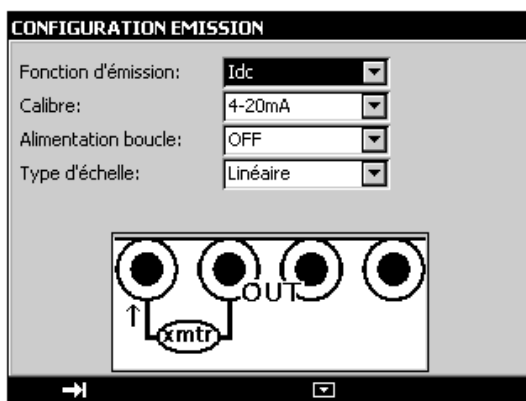 CONFIGURATION EMISSION
Fonction d'émission: Idc
Calibre: 4-20mA
Alimentation boucle: OFF
Type d'échelle: Linéaire
OUT
xmtr